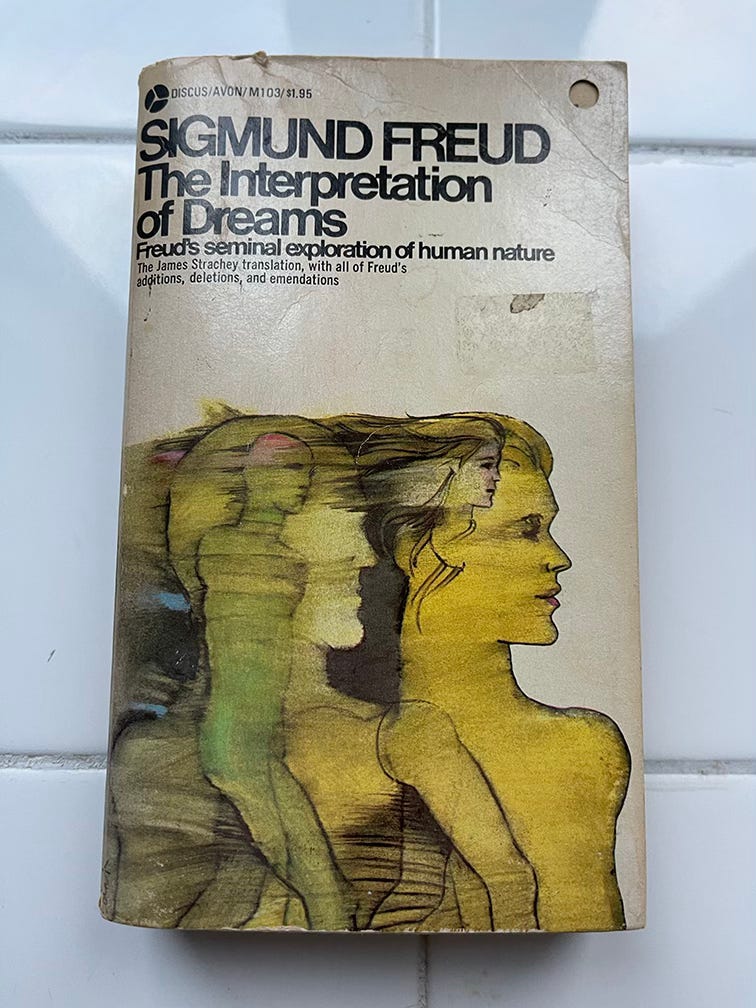 DISCUS/AVON/M103/$1.95
SIGMUND FREUD
The Interpretation
of Dreams
Freud's seminal exploration of human nature
The James Strachey translation, with all of Freud's
additions, deletions, and emendations